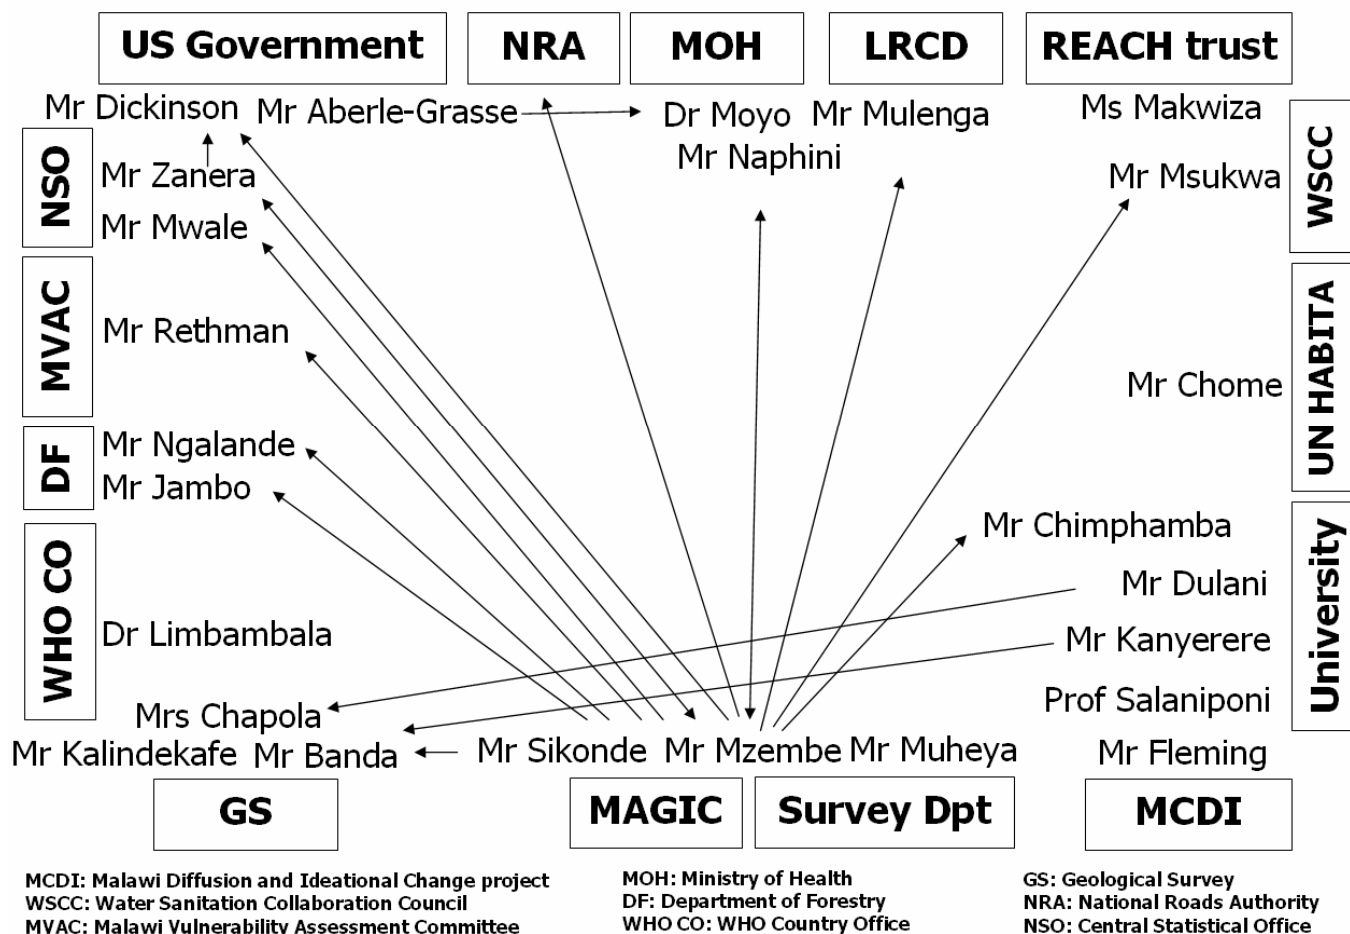 US Government
NRA
MOH
LRCD
REACH trust
Mr Dickinson
Mr Aberle-Grasse
Dr Moyo
Mr Mulenga
Ms Makwiza
Mr Naphini
NSO
Mr Zanera
Mr Msukwa
WSCC
Mr Mwale
MVAC
Mr Rethman
Mr Chome
UN HABITA
DF
Mr Ngalande
Mr Jambo
Mr Chimphamba
WHO CO
Mr Dulani
Dr Limbambala
Mr Kanyerere
University
Prof Salaniponi
Mrs Chapola
Mr Kalindekafe
Mr Banda
Mr Sikonde
Mr Mzembe
Mr Muheya
Mr Fleming
GS
MAGIC
Survey Dpt
MCDI
MCDI: Malawi Diffusion and Ideational Change project
WSCC: Water Sanitation Collaboration Council
MVAC: Malawi Vulnerability Assessment Committee
MOH: Ministry of Health
DF: Department of Forestry
WHO CO: WHO Country Office
GS: Geological Survey
NRA: National Roads Authority
NSO: Central Statistical Office